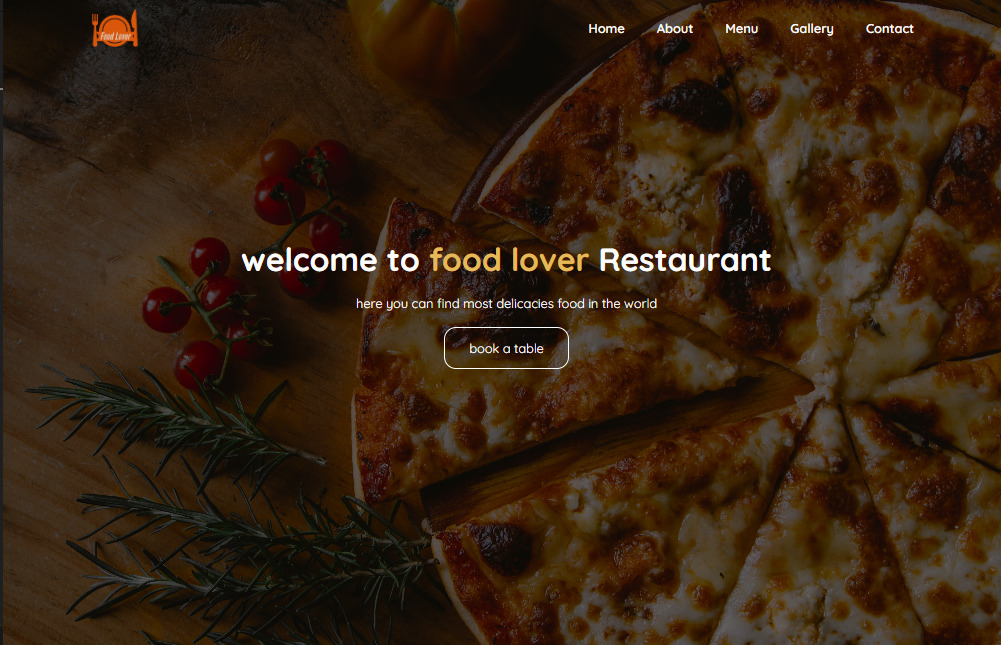 Food Lover
Home About Menu Gallery Contact
welcome to food lover Restaurant
here you can find most delicacies food in the world
book a table